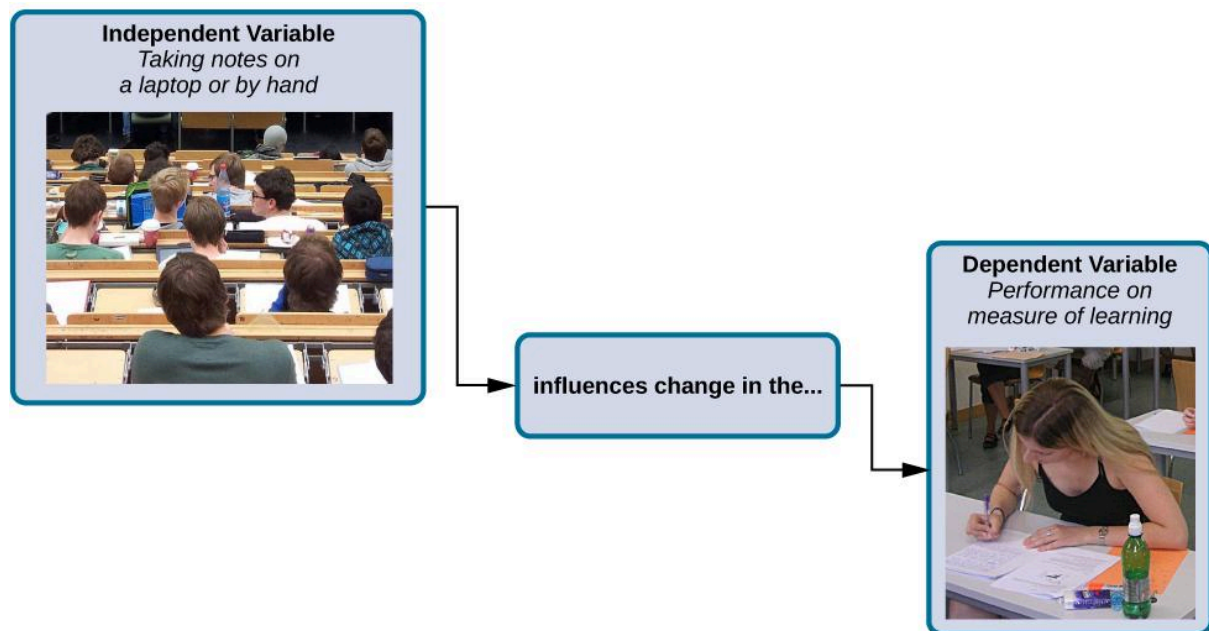 Independent Variable
Taking notes on
a laptop or by hand
influences change in the...
Dependent Variable
Performance on
measure of learning